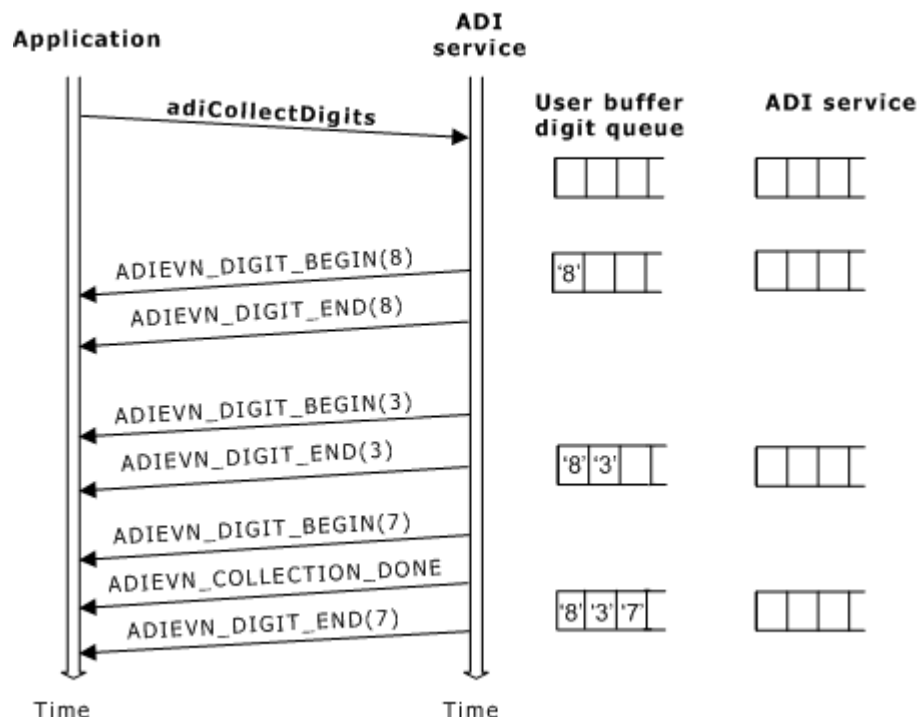 Application
ADI
service
adiCollectDigits
User buffer
digit queue
ADI service
ADIEVN_DIGIT_BEGIN(8)
'8'
ADIEVN_DIGIT_END(8)
ADIEVN_DIGIT_BEGIN(3)
ADIEVN_DIGIT_END(3)
'8' '3'
ADIEVN_DIGIT_BEGIN(7)
ADIEVN_COLLECTION_DONE
'8' '3' '7'
ADIEVN_DIGIT_END(7)
Time
Time